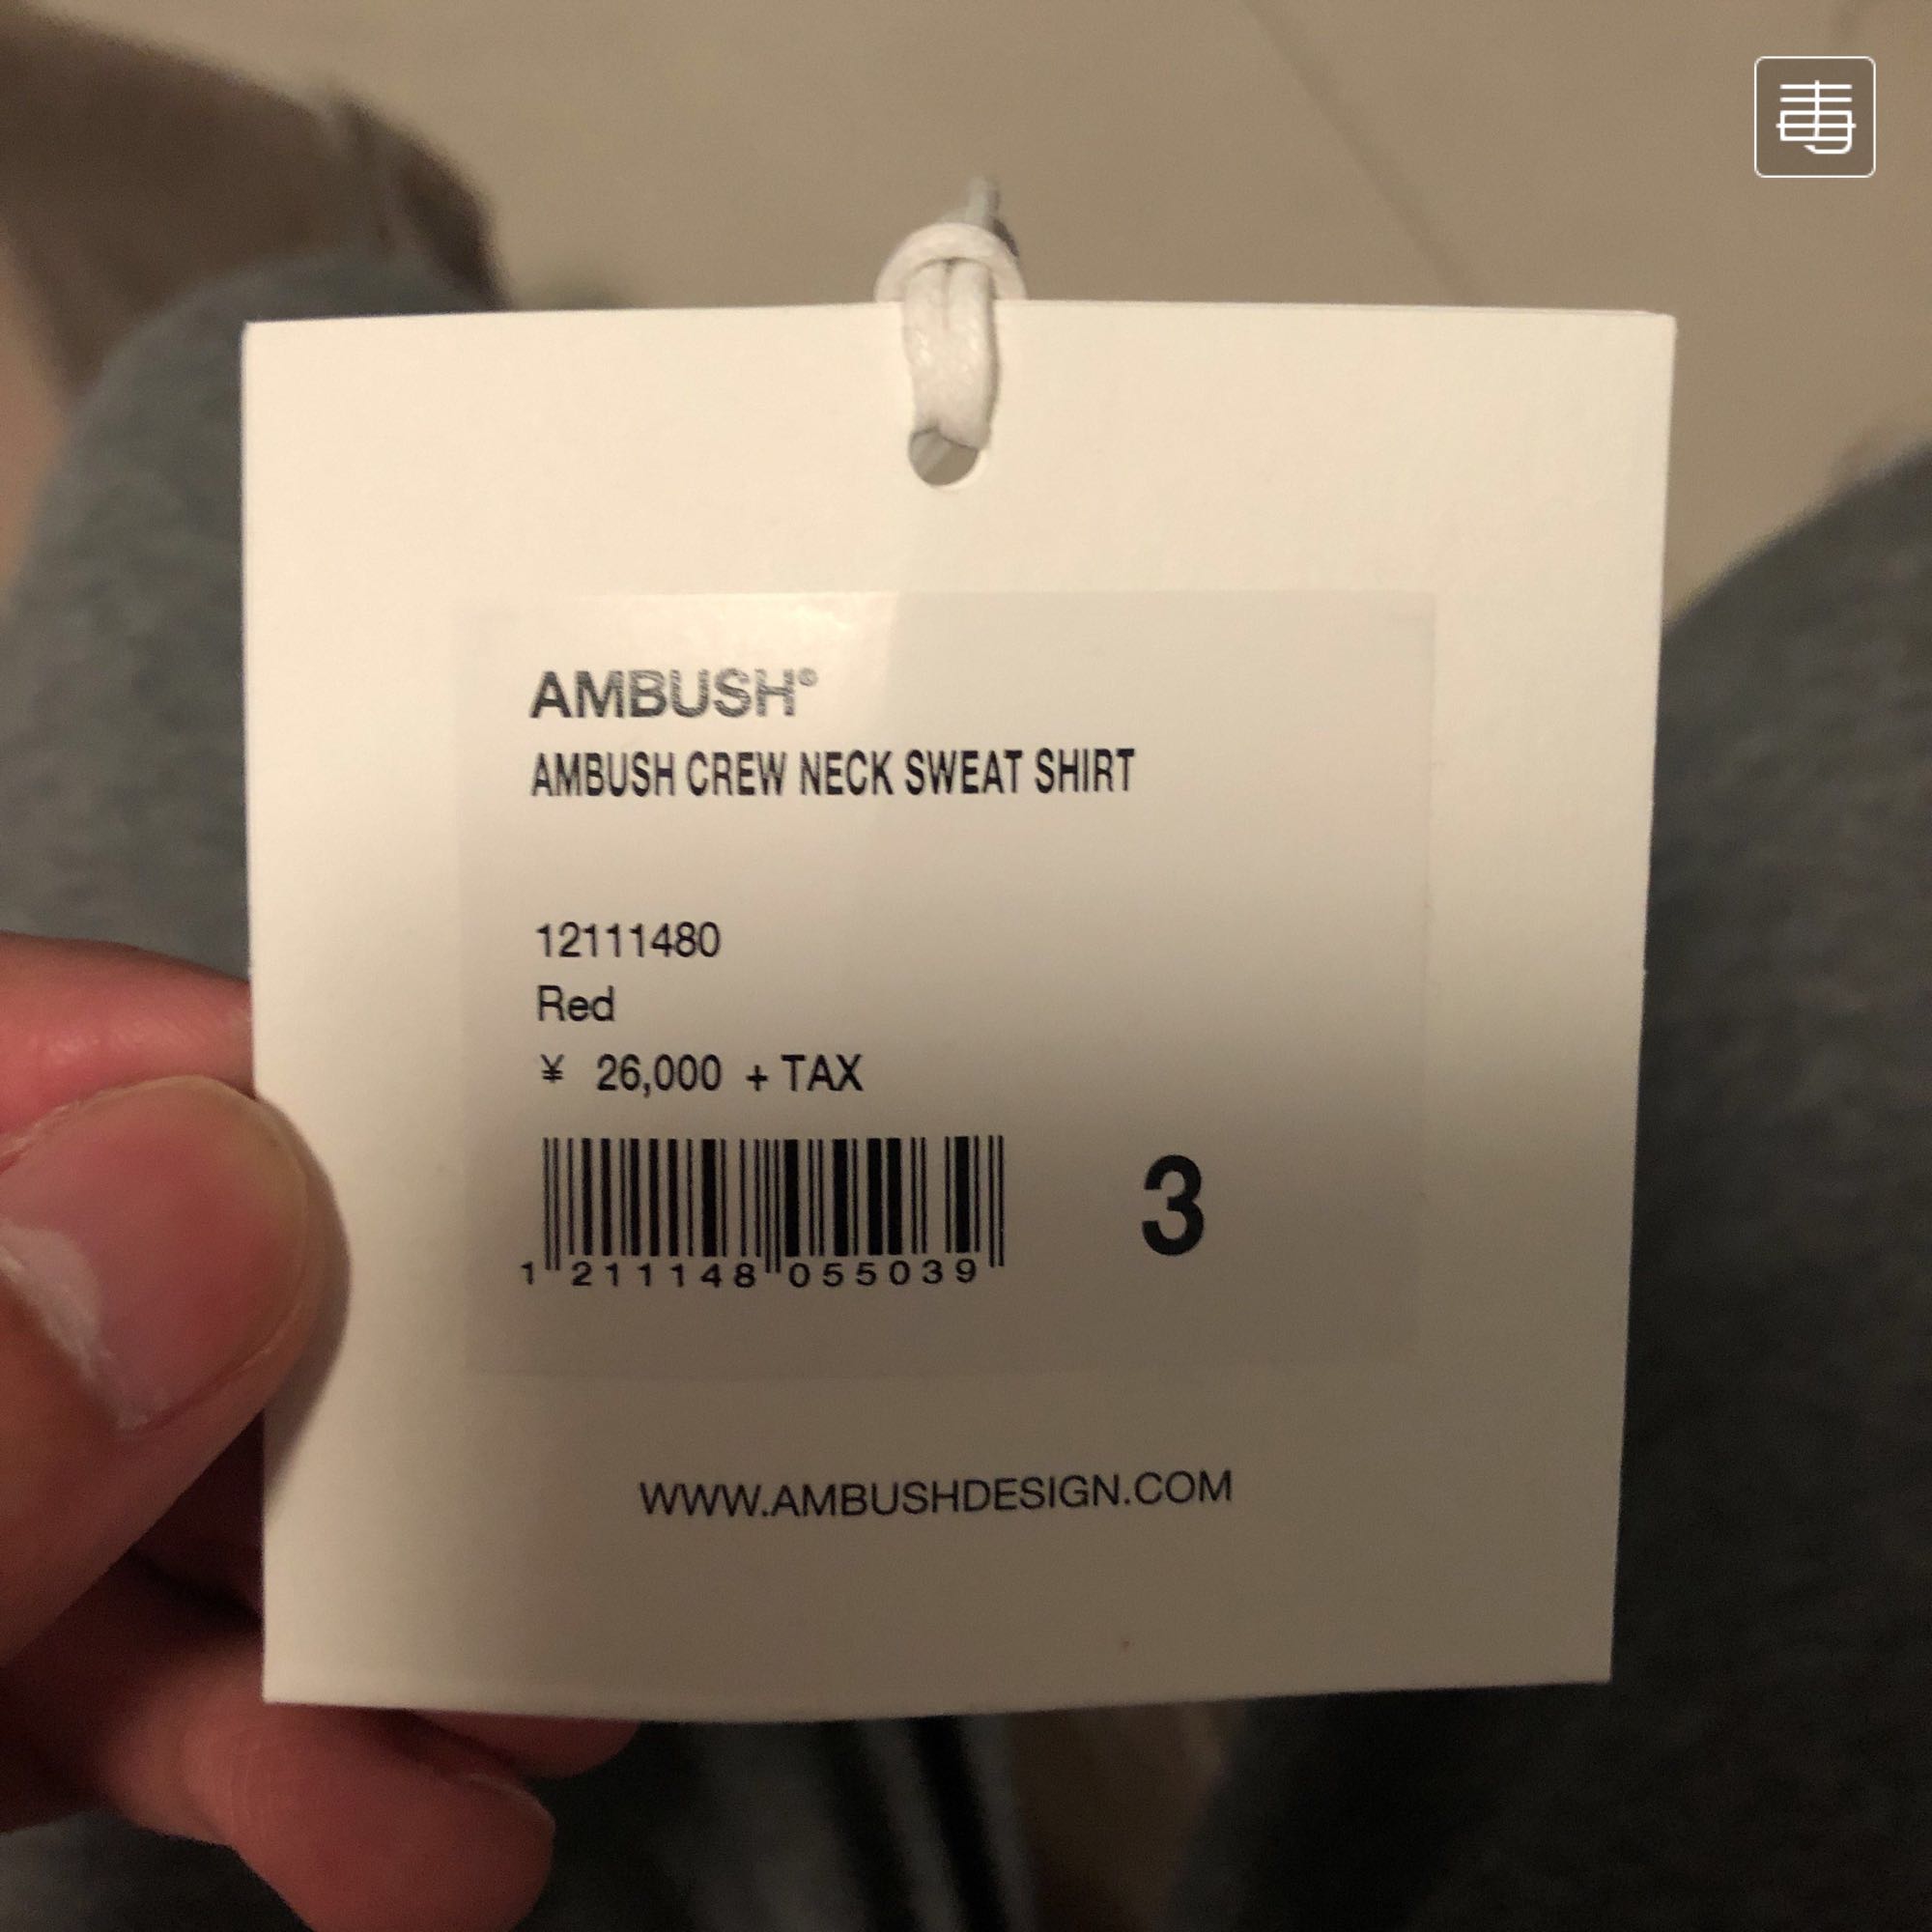 毒
AMBUSH®
AMBUSH CREW NECK SWEAT SHIRT
12111480
Red
¥ 26,000 + TAX
3
1 211148 055039
WWW.AMBUSHDESIGN.COM